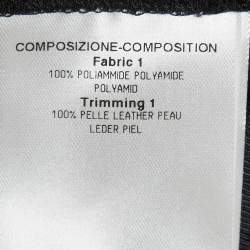 COMPOSIZIONE-COMPOSITION
Fabric 1
100% POLIAMMIDE POLYAMIDE
POLYAMID
Trimming 1
100% PELLE LEATHER PEAU
LEDER PIEL